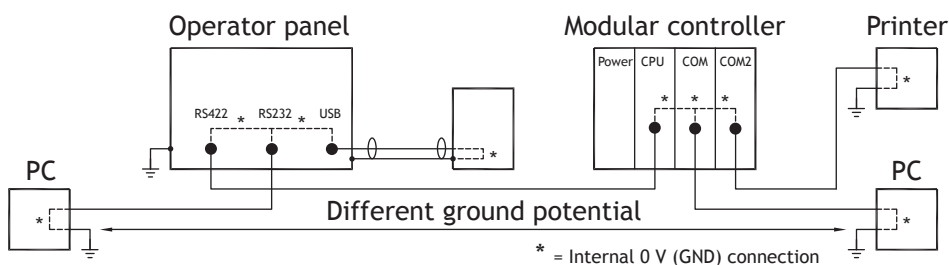 Operator panel
Modular controller
Printer
Power CPU COM COM2
*
* *
RS422 * RS232 * USB
*
PC
*
PC
*
Different ground potential
*
* = Internal 0 V (GND) connection